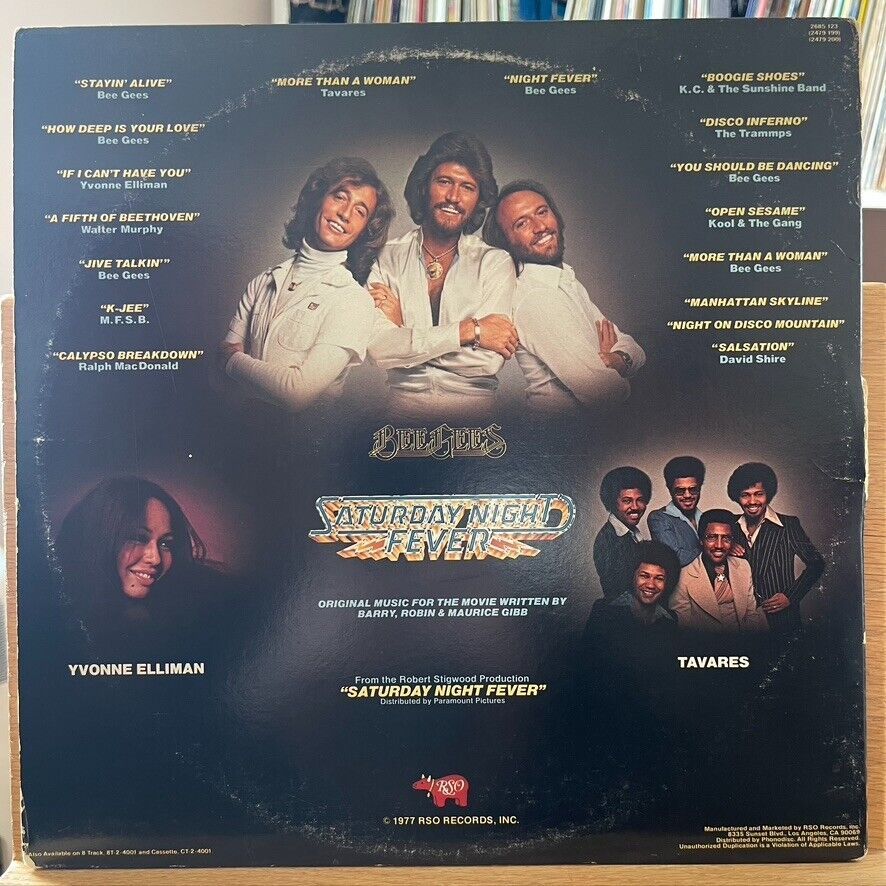 2685 123
(2479 199)
(2479 200)
“STAYIN’ ALIVE”
Bee Gees
“HOW DEEP IS YOUR LOVE”
Bee Gees
“IF I CAN’T HAVE YOU”
Yvonne Elliman
“A FIFTH OF BEETHOVEN”
Walter Murphy
“JIVE TALKIN’”
Bee Gees
“K-JEE”
M.F.S.B.
“CALYPSO BREAKDOWN”
Ralph MacDonald
“MORE THAN A WOMAN”
Tavares
“NIGHT FEVER”
Bee Gees
“BOOGIE SHOES”
K.C. & The Sunshine Band
“DISCO INFERNO”
The Trammps
“YOU SHOULD BE DANCING”
Bee Gees
“OPEN SESAME”
Kool & The Gang
“MORE THAN A WOMAN”
Bee Gees
“MANHATTAN SKYLINE”
“NIGHT ON DISCO MOUNTAIN”
“SALSATION”
David Shire
BEE GEES
SATURDAY NIGHT
FEVER
ORIGINAL MUSIC FOR THE MOVIE WRITTEN BY
BARRY, ROBIN & MAURICE GIBB
YVONNE ELLIMAN
TAVARES
From the Robert Stigwood Production
“SATURDAY NIGHT FEVER”
Distributed by Paramount Pictures
RSO
© 1977 RSO RECORDS, INC.
Also Available on 8 Track, 8T-2-4001 and Cassette, CT-2-4001
Manufactured and Marketed by RSO Records, Inc.
8335 Sunset Blvd., Los Angeles, CA 90069
Distributed by Phonodisc. All Rights Reserved.
Unauthorized Duplication is a Violation of Applicable Laws.